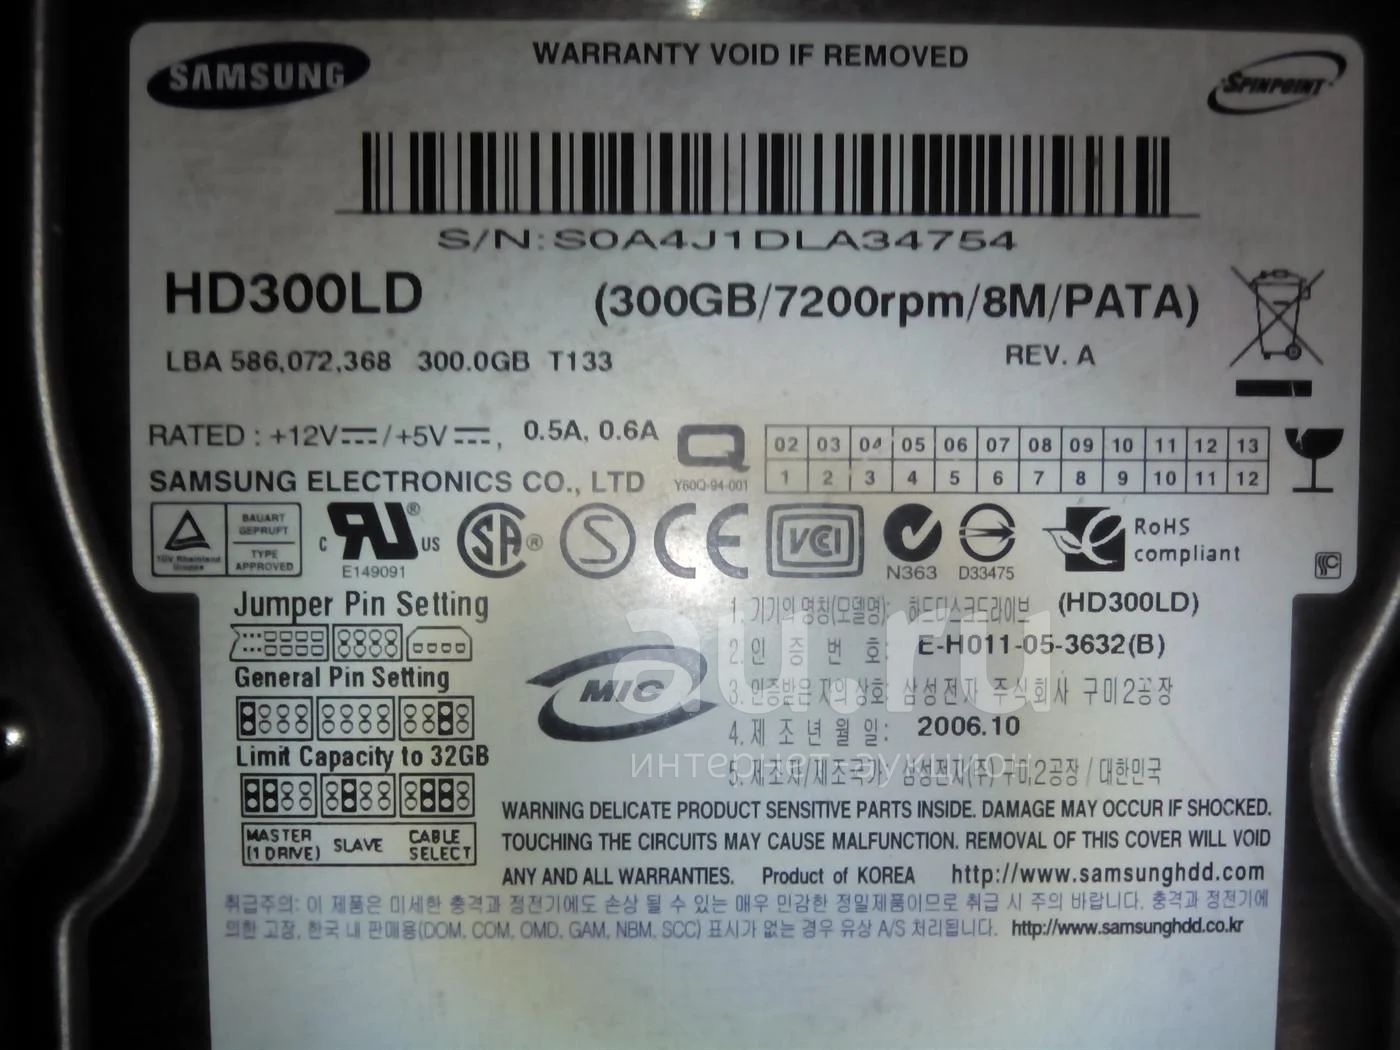 SAMSUNG
WARRANTY VOID IF REMOVED
SPINPOINT
S/N:S0A4J1DLA34754
HD300LD (300GB/7200rpm/8M/PATA)
LBA 586,072,368 300.0GB T133 REV. A
RATED : +12V / +5V , 0.5A, 0.6A
SAMSUNG ELECTRONICS CO., LTD
Q
Y60Q-94-001
02 03 04 05 06 07 08 09 10 11 12 13
1 2 3 4 5 6 7 8 9 10 11 12
TÜV Rheinland
BAUART
GEPRUFT
TYPE
APPROVED
C US ®
E149091
SA ®
S
CE
VCI
N363
D33475
RoHS
compliant
Jumper Pin Setting
General Pin Setting
Limit Capacity to 32GB
MASTER
(1 DRIVE)
SLAVE
CABLE
SELECT
MIC
1. 기기의 명칭(모델명): 하드디스크드라이브 (HD300LD)
2. 인 증 번 호: E-H011-05-3632(B)
3. 인증받은 자의 상호: 삼성전자 주식회사 구미2공장
4. 제 조 년 월 일: 2006.10
5. 제조자/제조국가: 삼성전자(주) 구미2공장 / 대한민국
au.ru
интернет-аукцион
WARNING DELICATE PRODUCT SENSITIVE PARTS INSIDE. DAMAGE MAY OCCUR IF SHOCKED.
TOUCHING THE CIRCUITS MAY CAUSE MALFUNCTION. REMOVAL OF THIS COVER WILL VOID
ANY AND ALL WARRANTIES. Product of KOREA http://www.samsunghdd.com
취급주의: 이 제품은 미세한 충격과 정전기에도 손상 될 수 있는 매우 민감한 정밀제품이므로 취급 시 주의 바랍니다. 충격과 정전기에
의한 고장, 한국 내 판매용(DOM, COM, OMD, GAM, NBM, SCC) 표시가 없는 경우 유상 A/S 처리됩니다. http://www.samsunghdd.co.kr